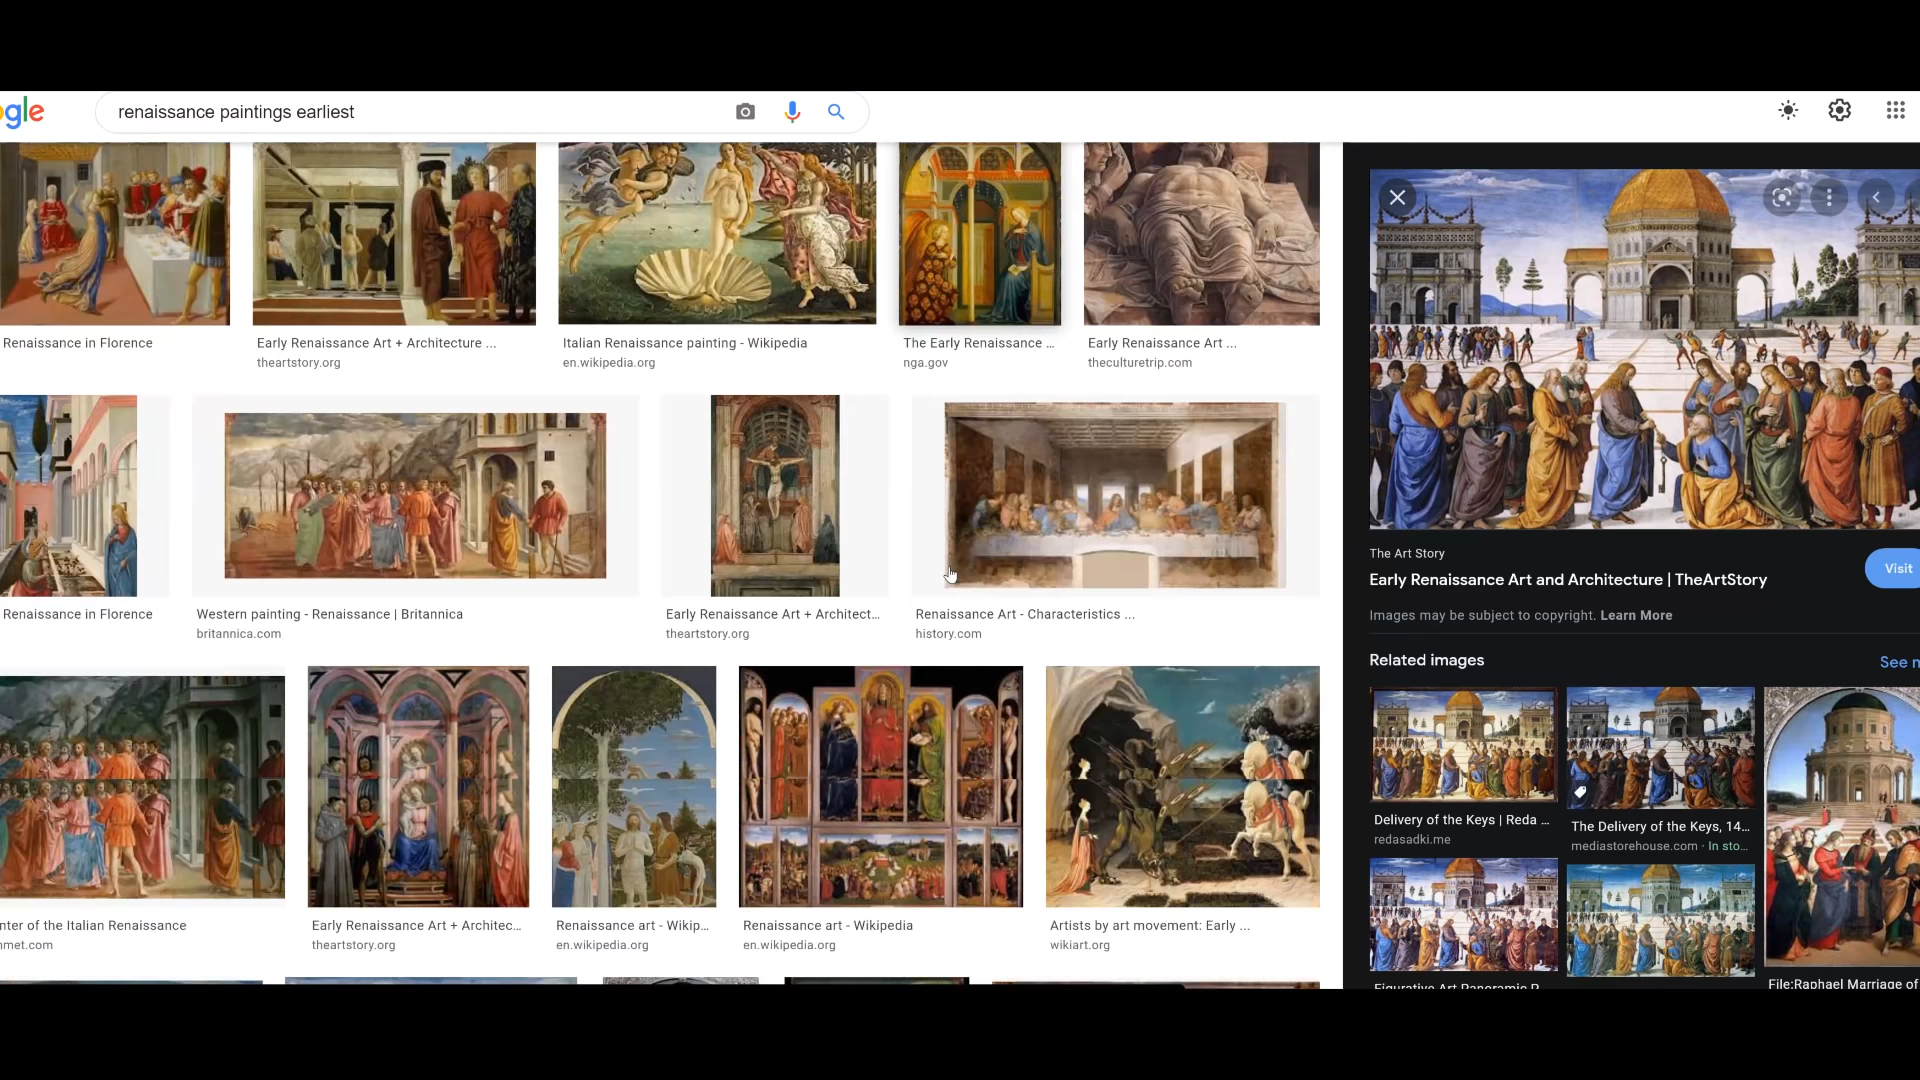 ogle
renaissance paintings earliest
Renaissance in Florence
Early Renaissance Art + Architecture ...
theartstory.org
Italian Renaissance painting - Wikipedia
en.wikipedia.org
The Early Renaissance ...
nga.gov
Early Renaissance Art ...
theculturetrip.com
Renaissance in Florence
Western painting - Renaissance | Britannica
britannica.com
Early Renaissance Art + Architect...
theartstory.org
Renaissance Art - Characteristics ...
history.com
nter of the Italian Renaissance
nmet.com
Early Renaissance Art + Architec...
theartstory.org
Renaissance art - Wikip...
en.wikipedia.org
Renaissance art - Wikipedia
en.wikipedia.org
Artists by art movement: Early ...
wikiart.org
The Art Story
Early Renaissance Art and Architecture | TheArtStory
Visit
Images may be subject to copyright. Learn More
Related images
See m
Delivery of the Keys | Reda ...
redasadki.me
The Delivery of the Keys, 14...
mediastorehouse.com · In sto...
Figurative Art Panoramic P
File:Raphael Marriage of